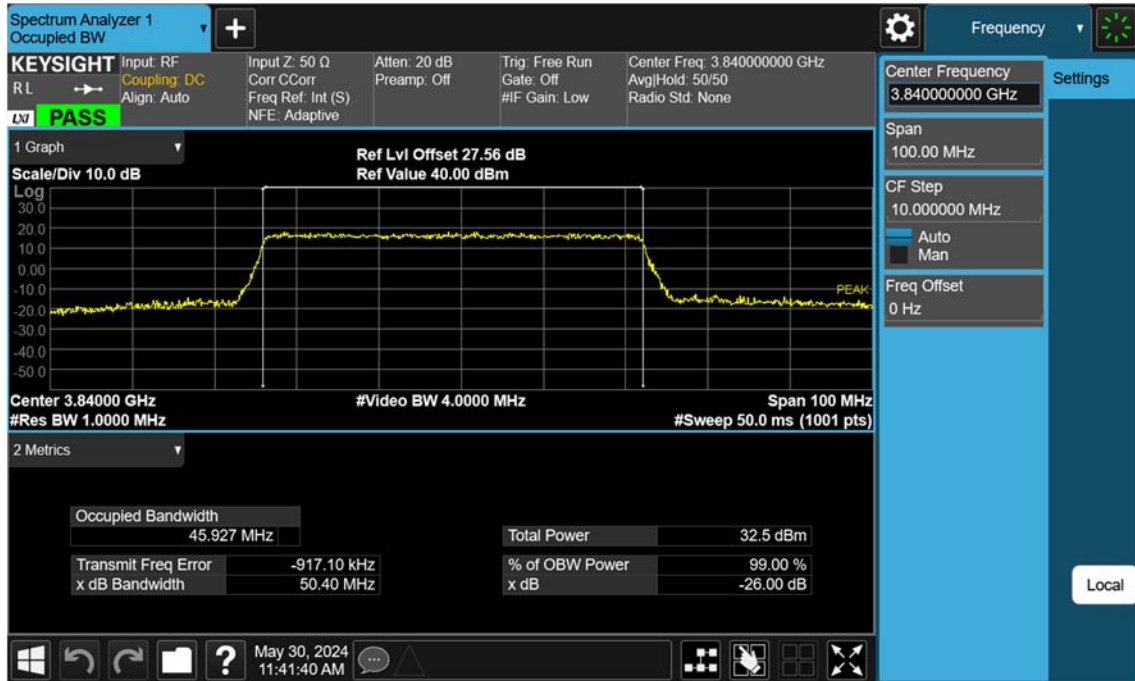 Spectrum Analyzer 1
Occupied BW
Frequency
KEYSIGHT
R L
LXI PASS
Input: RF
Coupling: DC
Align: Auto
Input Z: 50 Ω
Corr CCorr
Freq Ref: Int (S)
NFE: Adaptive
Atten: 20 dB
Preamp: Off
Trig: Free Run
Gate: Off
#IF Gain: Low
Center Freq: 3.840000000 GHz
Avg|Hold: 50/50
Radio Std: None
1 Graph
Scale/Div 10.0 dB
Ref Lvl Offset 27.56 dB
Ref Value 40.00 dBm
Log
30.0
20.0
10.0
0.00
-10.0
-20.0
-30.0
-40.0
-50.0
PEAK
Center 3.84000 GHz
#Video BW 4.0000 MHz
Span 100 MHz
#Res BW 1.0000 MHz
#Sweep 50.0 ms (1001 pts)
2 Metrics
Occupied Bandwidth
45.927 MHz
Total Power 32.5 dBm
Transmit Freq Error -917.10 kHz
% of OBW Power 99.00 %
x dB Bandwidth 50.40 MHz
x dB -26.00 dB
Center Frequency
3.840000000 GHz
Settings
Span
100.00 MHz
CF Step
10.000000 MHz
Auto
Man
Freq Offset
0 Hz
Local
?
May 30, 2024
11:41:40 AM